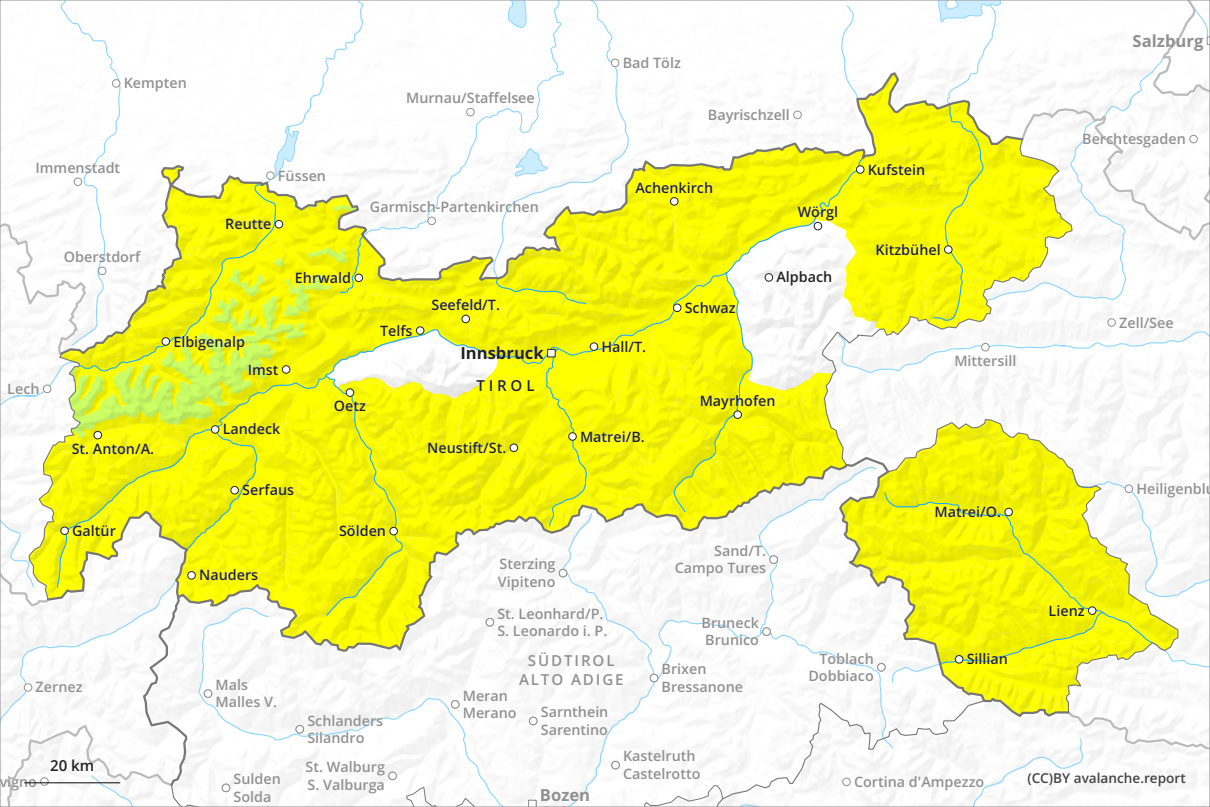 Salzburg
Bad Tölz
Kempten
Murnau/Staffelsee
Bayrischzell
Berchtesgaden
Immenstadt
Füssen
Kufstein
Achenkirch
Garmisch-Partenkirchen
Wörgl
Reutte
Kitzbühel
Oberstdorf
Ehrwald
Alpbach
Seefeld/T.
Schwaz
Telfs
Zell/See
Elbigenalp
Innsbruck
Hall/T.
Mittersill
Imst
TIROL
Lech
Oetz
Mayrhofen
Landeck
Matrei/B.
St. Anton/A.
Neustift/St.
Serfaus
Heiligenblu
Matrei/O.
Galtür
Sölden
Sand/T.
Campo Tures
Sterzing
Vipiteno
Nauders
Lienz
St. Leonhard/P.
S. Leonardo i. P.
Bruneck
Brunico
SÜDTIROL
ALTO ADIGE
Toblach
Dobbiaco
Sillian
Brixen
Bressanone
Zernez
Mals
Malles V.
Meran
Merano
Sarnthein
Sarentino
Schlanders
Silandro
Kastelruth
Castelrotto
20 km
St. Walburg
S. Valburga
vigno
Sulden
Solda
Cortina d'Ampezzo
(CC)BY avalanche.report
Bozen